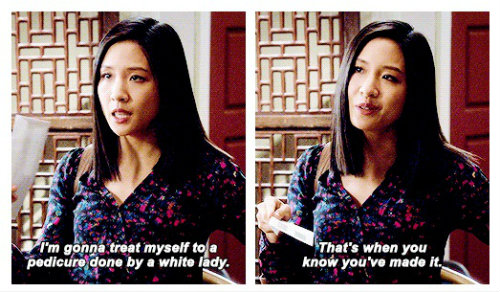 I'm gonna treat myself to a
pedicure done by a white lady.
That's when you
know you've made it.